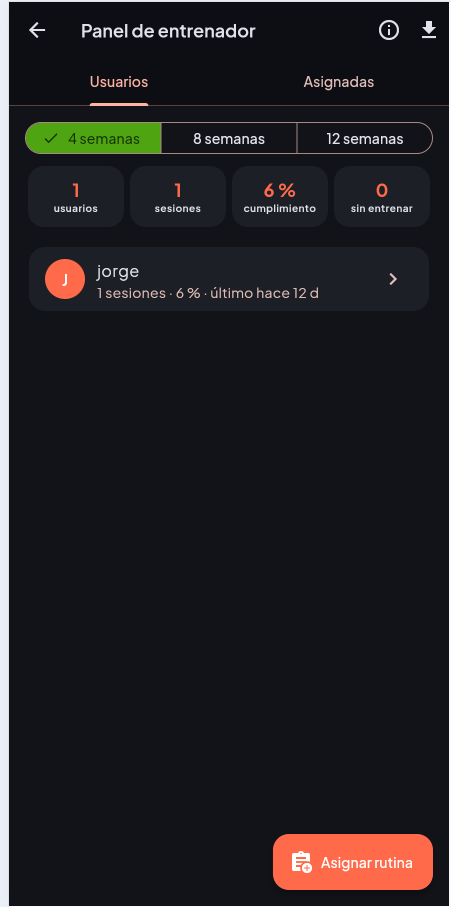 Panel de entrenador
Usuarios Asignadas
4 semanas 8 semanas 12 semanas
1 1 6 % 0
usuarios sesiones cumplimiento sin entrenar
J
jorge
1 sesiones · 6 % · último hace 12 d
Asignar rutina